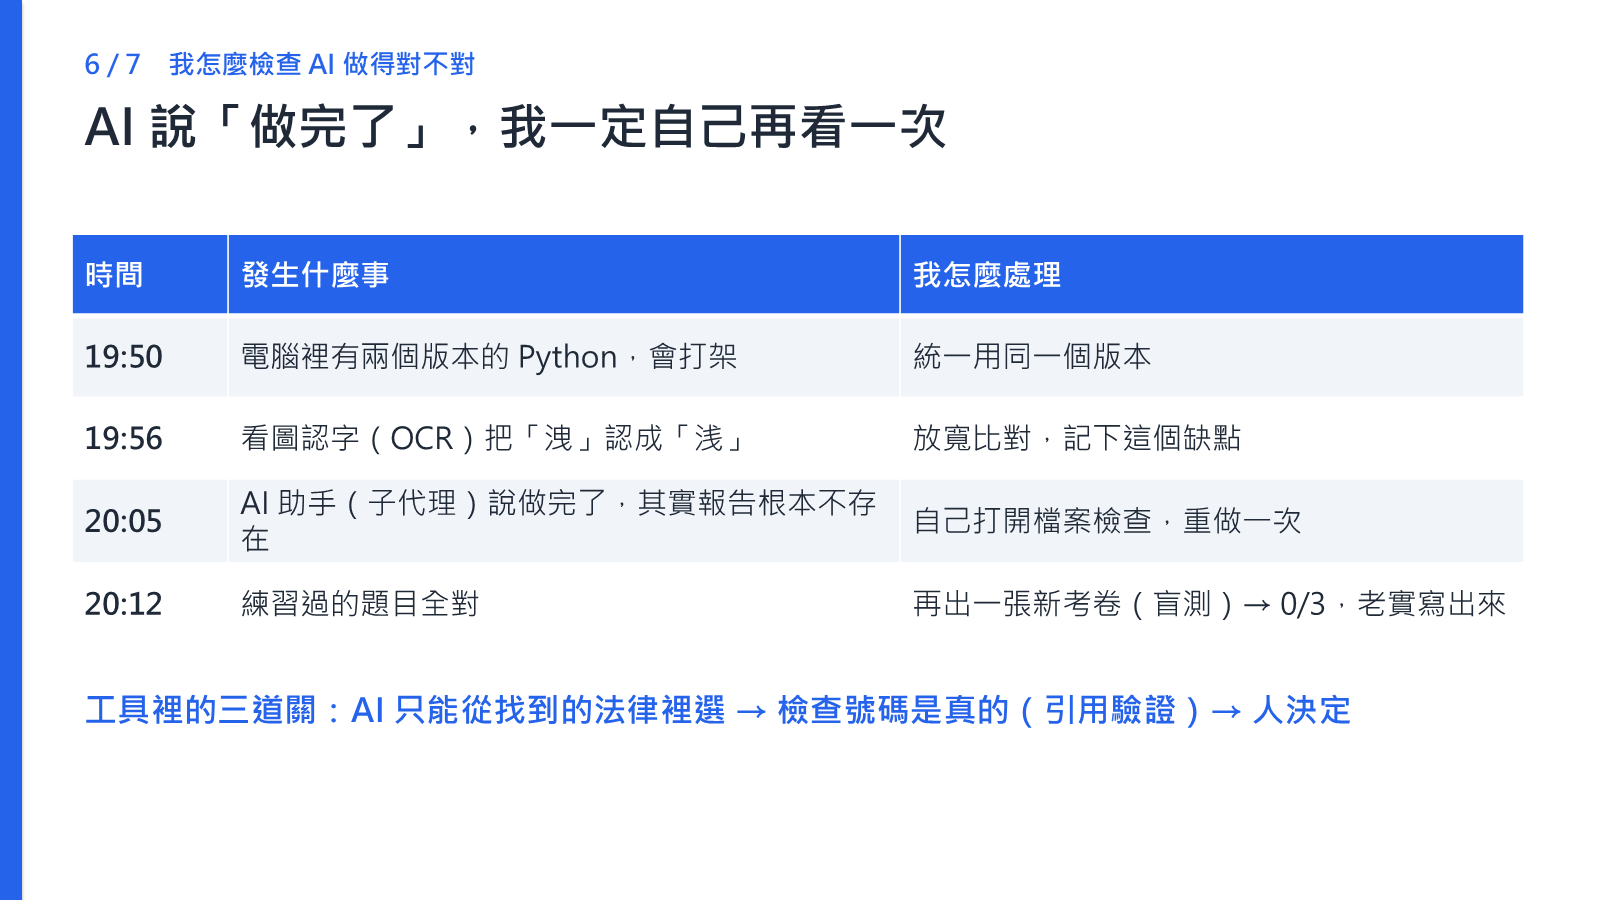 6 / 7 我怎麼檢查 AI 做得對不對
AI 說「做完了」，我一定自己再看一次
時間 發生什麼事 我怎麼處理
19:50 電腦裡有兩個版本的 Python，會打架 統一用同一個版本
19:56 看圖認字（OCR）把「洩」認成「浅」 放寬比對，記下這個缺點
20:05 AI 助手（子代理）說做完了，其實報告根本不存
在 自己打開檔案檢查，重做一次
20:12 練習過的題目全對 再出一張新考卷（盲測）→ 0/3，老實寫出來
工具裡的三道關：AI 只能從找到的法律裡選 → 檢查號碼是真的（引用驗證）→ 人決定